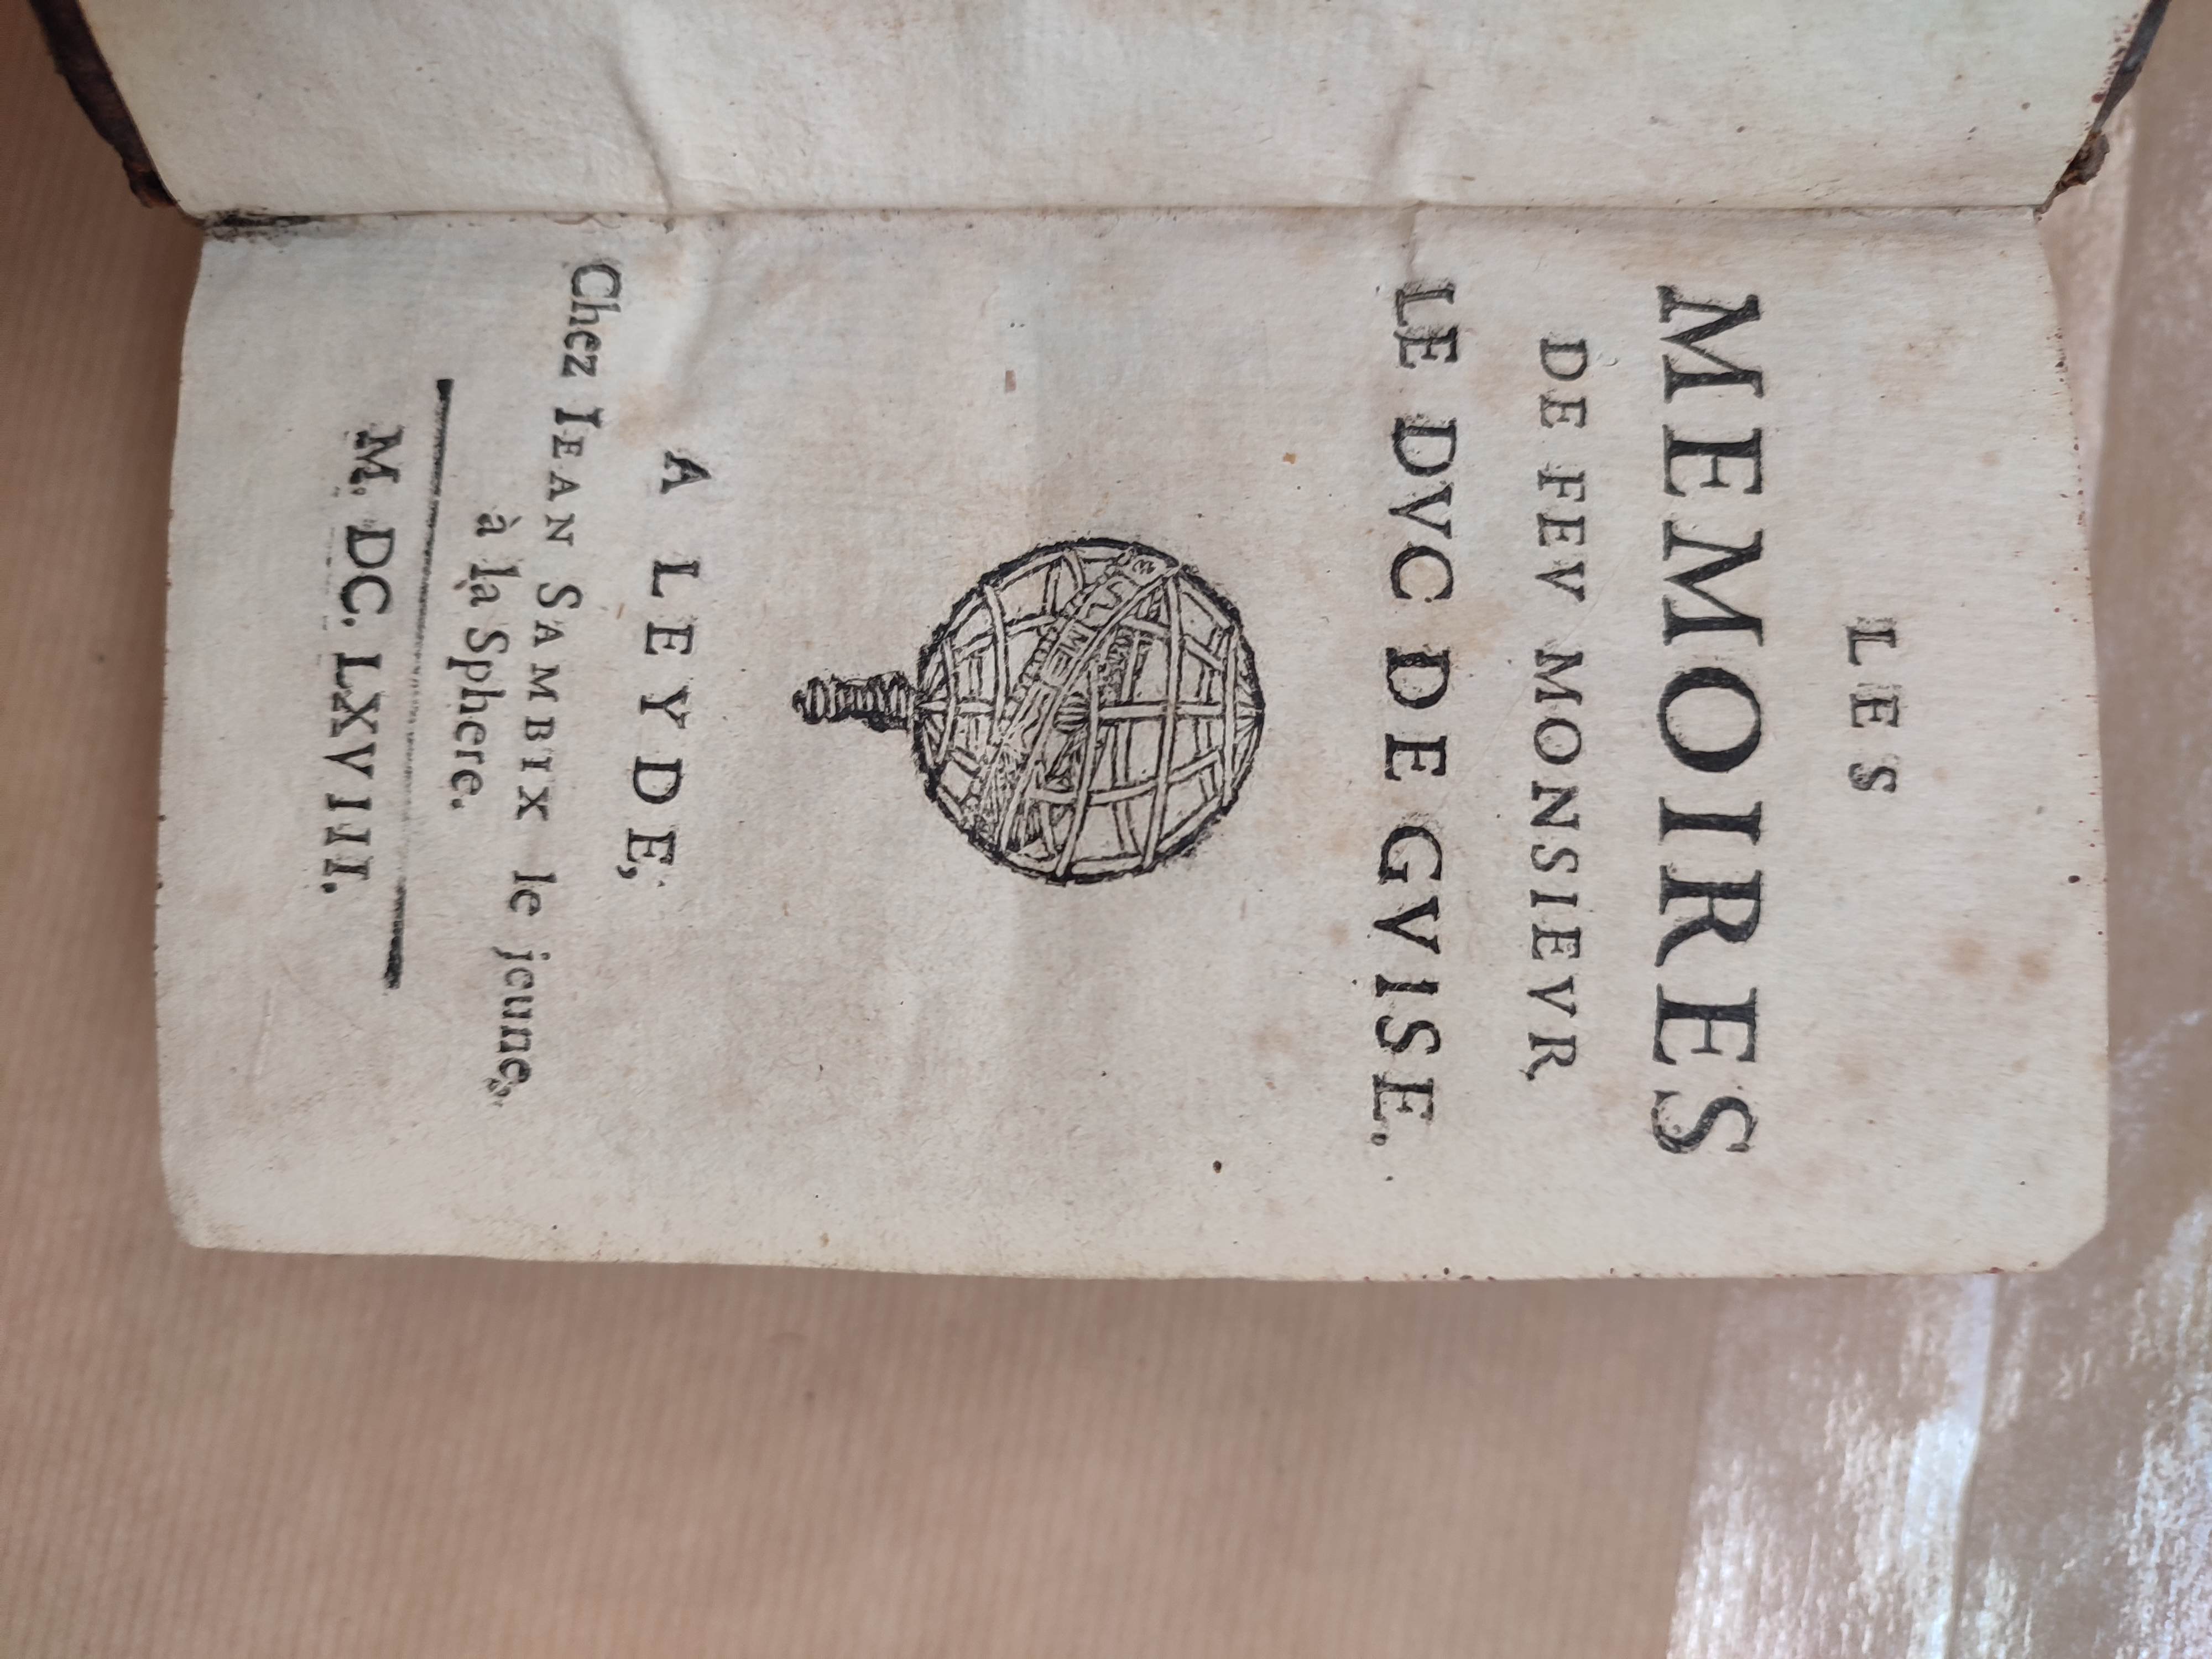 LES
MEMOIRES
DE FEV MONSIEVR
LE DVC DE GVISE.
A LEYDE,
Chez IEAN SAMBIX le jeune,
à la Sphere.
M. DC. LXVIII.